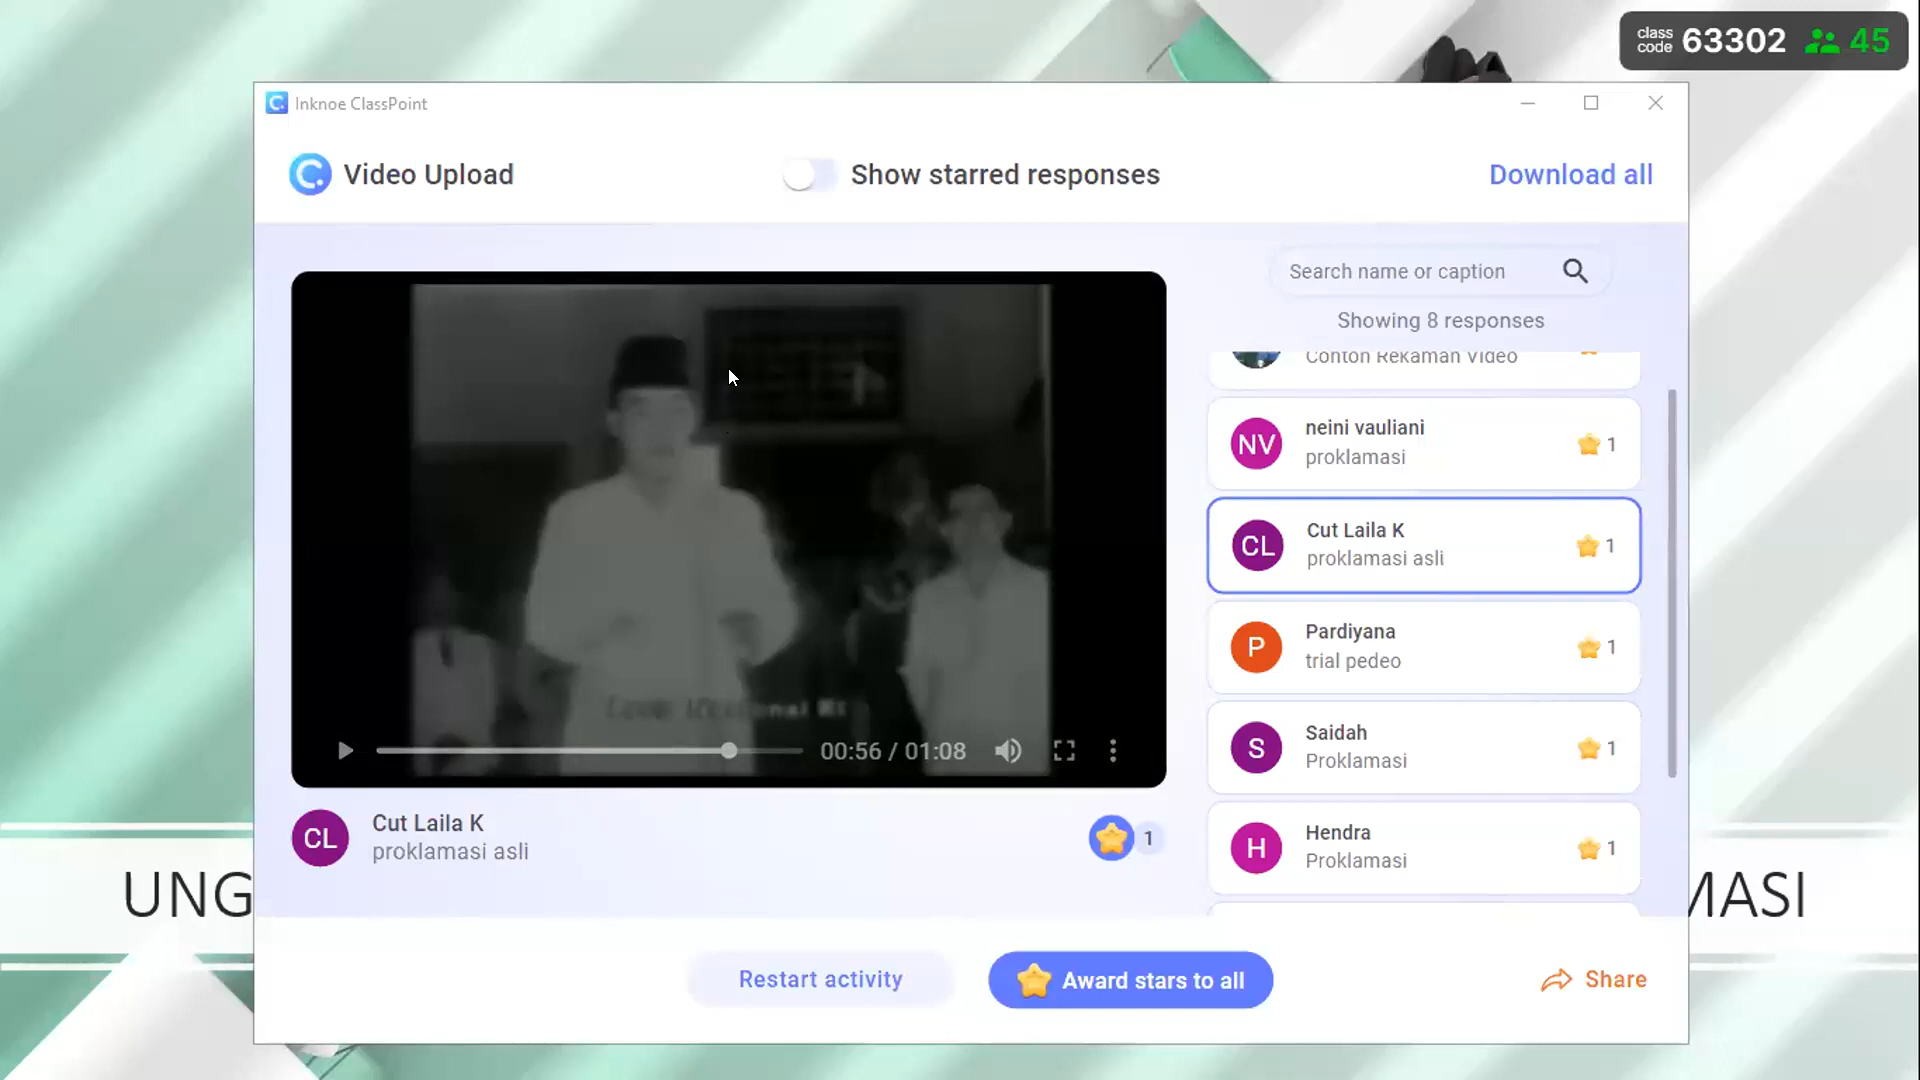 class code 63302 45
Inknoe ClassPoint
Video Upload
Show starred responses
Download all
Search name or caption
Showing 8 responses
Conton Rekaman Video
NV
neini vauliani
proklamasi
1
CL
Cut Laila K
proklamasi asli
1
P
Pardiyana
trial pedeo
1
S
Saidah
Proklamasi
1
H
Hendra
Proklamasi
1
00:56 / 01:08
CL
Cut Laila K
proklamasi asli
1
UNG
MASI
Restart activity
Award stars to all
Share